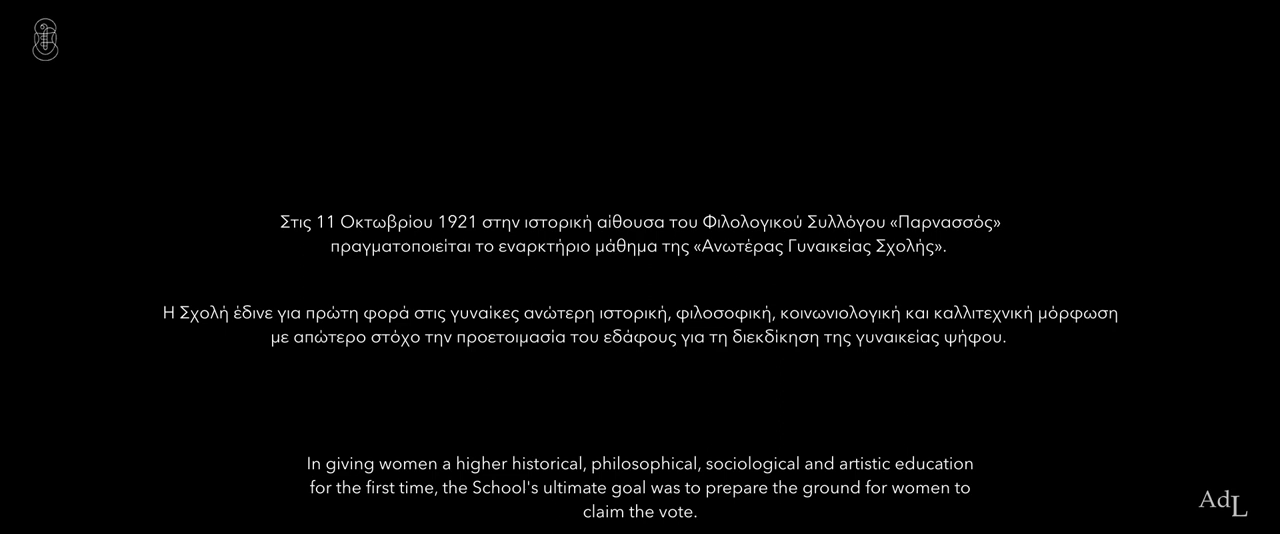 Στις 11 Οκτωβρίου 1921 στην ιστορική αίθουσα του Φιλολογικού Συλλόγου «Παρνασσός»
πραγματοποιείται το εναρκτήριο μάθημα της «Ανωτέρας Γυναικείας Σχολής».
Η Σχολή έδινε για πρώτη φορά στις γυναίκες ανώτερη ιστορική, φιλοσοφική, κοινωνιολογική και καλλιτεχνική μόρφωση
με απώτερο στόχο την προετοιμασία του εδάφους για τη διεκδίκηση της γυναικείας ψήφου.
In giving women a higher historical, philosophical, sociological and artistic education
for the first time, the School's ultimate goal was to prepare the ground for women to
claim the vote.
AdL